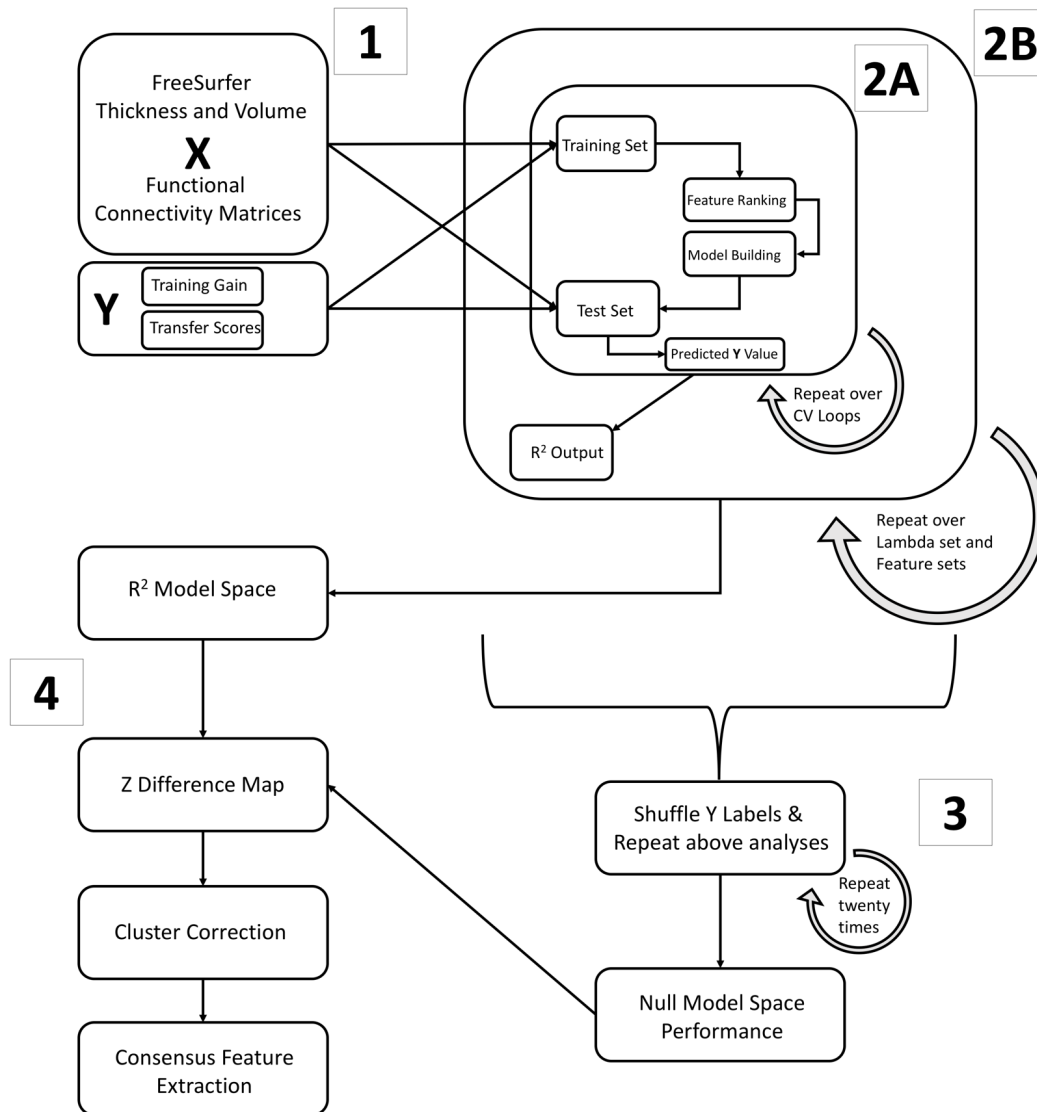 1
FreeSurfer
Thickness and Volume
X
Functional
Connectivity Matrices
Y
Training Gain
Transfer Scores
2B
2A
Training Set
Feature Ranking
Model Building
Test Set
Predicted Y Value
Repeat over
CV Loops
R² Output
Repeat over
Lambda set and
Feature sets
R² Model Space
4
Z Difference Map
Cluster Correction
Consensus Feature
Extraction
3
Shuffle Y Labels &
Repeat above analyses
Repeat
twenty
times
Null Model Space
Performance